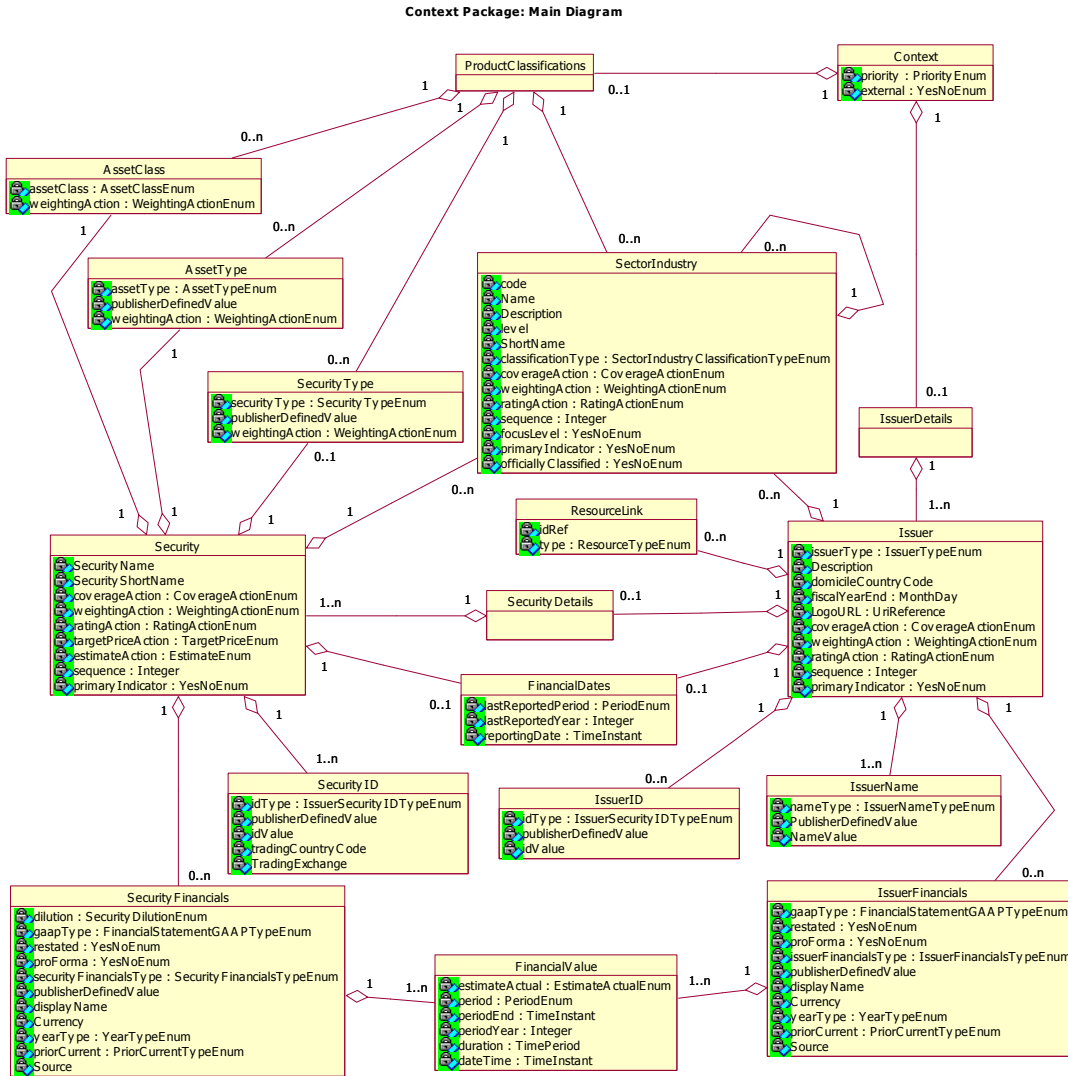 Context Package: Main Diagram
ProductClassifications
Context
priority : PriorityEnum
external : YesNoEnum
1
1
1
1
0..1
1
1
0..n
AssetClass
assetClass : AssetClassEnum
weightingAction : WeightingActionEnum
1
0..n
AssetType
assetType : AssetTypeEnum
publisherDefinedValue
weightingAction : WeightingActionEnum
1
0..n
SecurityType
securityType : SecurityTypeEnum
publisherDefinedValue
weightingAction : WeightingActionEnum
0..1
0..n
0..n
1
SectorIndustry
code
Name
Description
level
ShortName
classificationType : SectorIndustryClassificationTypeEnum
coverageAction : CoverageActionEnum
weightingAction : WeightingActionEnum
ratingAction : RatingActionEnum
sequence : Integer
focusLevel : YesNoEnum
primaryIndicator : YesNoEnum
officiallyClassified : YesNoEnum
0..n
0..n
0..1
IssuerDetails
1
1..n
ResourceLink
idRef
type : ResourceTypeEnum
0..n
1
1
1
1
1
Security
SecurityName
SecurityShortName
coverageAction : CoverageActionEnum
weightingAction : WeightingActionEnum
ratingAction : RatingActionEnum
targetPriceAction : TargetPriceEnum
estimateAction : EstimateEnum
sequence : Integer
primaryIndicator : YesNoEnum
1..n
1
SecurityDetails
0..1
1
1
1
Issuer
issuerType : IssuerTypeEnum
Description
domicileCountryCode
fiscalYearEnd : MonthDay
LogoURL : UriReference
coverageAction : CoverageActionEnum
weightingAction : WeightingActionEnum
ratingAction : RatingActionEnum
sequence : Integer
primaryIndicator : YesNoEnum
1
0..1
FinancialDates
lastReportedPeriod : PeriodEnum
lastReportedYear : Integer
reportingDate : TimeInstant
0..1
1
1
1
1
1
1
1..n
SecurityID
idType : IssuerSecurityIDTypeEnum
publisherDefinedValue
idValue
tradingCountryCode
TradingExchange
0..n
IssuerID
idType : IssuerSecurityIDTypeEnum
publisherDefinedValue
idValue
1..n
IssuerName
nameType : IssuerNameTypeEnum
PublisherDefinedValue
NameValue
0..n
SecurityFinancials
dilution : SecurityDilutionEnum
gaapType : FinancialStatementGAAPTypeEnum
restated : YesNoEnum
proForma : YesNoEnum
securityFinancialsType : SecurityFinancialsTypeEnum
publisherDefinedValue
displayName
Currency
yearType : YearTypeEnum
priorCurrent : PriorCurrentTypeEnum
Source
1
1..n
FinancialValue
estimateActual : EstimateActualEnum
period : PeriodEnum
periodEnd : TimeInstant
periodYear : Integer
duration : TimePeriod
dateTime : TimeInstant
1..n
1
0..n
IssuerFinancials
gaapType : FinancialStatementGAAPTypeEnum
restated : YesNoEnum
proForma : YesNoEnum
issuerFinancialsType : IssuerFinancialsTypeEnum
publisherDefinedValue
displayName
Currency
yearType : YearTypeEnum
priorCurrent : PriorCurrentTypeEnum
Source